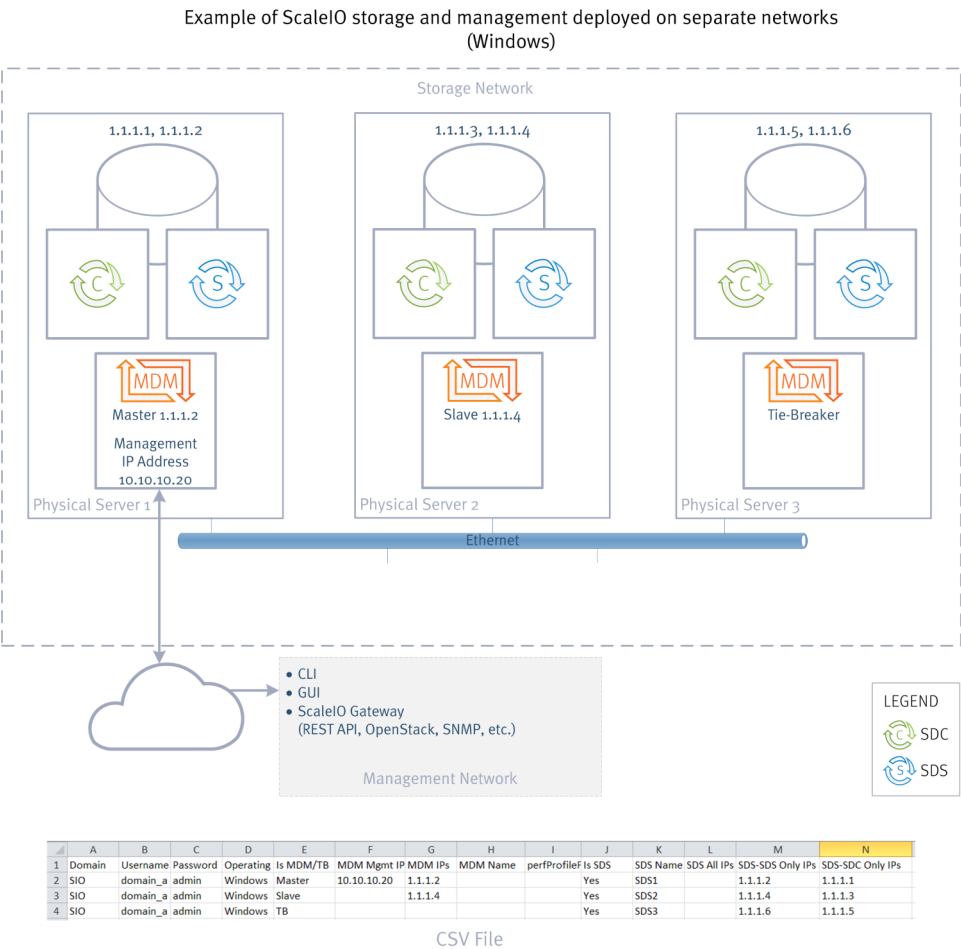 Example of ScaleIO storage and management deployed on separate networks
(Windows)
Storage Network
1.1.1.1, 1.1.1.2
1.1.1.3, 1.1.1.4
1.1.1.5, 1.1.1.6
C
S
C
S
C
S
MDM
Master 1.1.1.2
Management
IP Address
10.10.10.20
MDM
Slave 1.1.1.4
MDM
Tie-Breaker
Physical Server 1
Physical Server 2
Physical Server 3
Ethernet
• CLI
• GUI
• ScaleIO Gateway
(REST API, OpenStack, SNMP, etc.)
Management Network
LEGEND
C SDC
S SDS
A B C D E F G H I J K L M N
1 Domain Username Password Operating Is MDM/TB MDM Mgmt IP MDM IPs MDM Name perfProfileF Is SDS SDS Name SDS All IPs SDS-SDS Only IPs SDS-SDC Only IPs
2 SIO domain_a admin Windows Master 10.10.10.20 1.1.1.2 Yes SDS1 1.1.1.2 1.1.1.1
3 SIO domain_a admin Windows Slave 1.1.1.4 Yes SDS2 1.1.1.4 1.1.1.3
4 SIO domain_a admin Windows TB Yes SDS3 1.1.1.6 1.1.1.5
CSV File